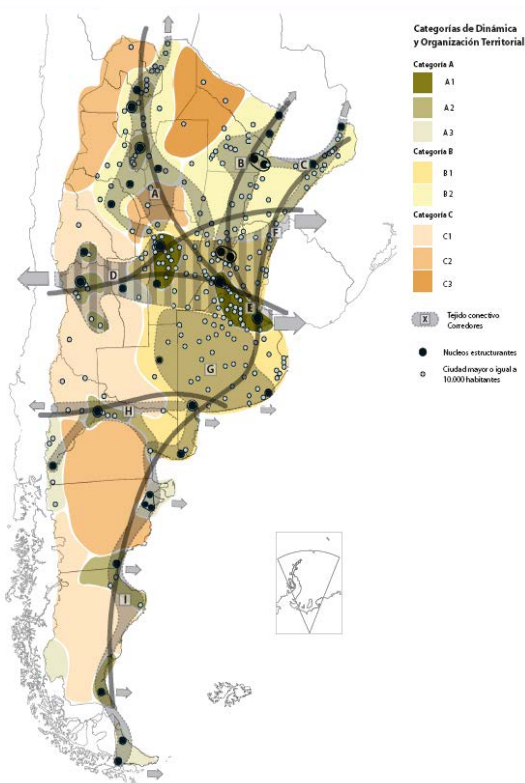 Categorías de Dinámica
y Organización Territorial
Categoría A
A 1
A 2
A 3
Categoría B
B 1
B 2
Categoría C
C1
C2
C3
X
Tejido conectivo
Corredores
Nucleos estructurantes
Ciudad mayor o igual a
10.000 habitantes
A
B
C
F
D
E
G
H
I